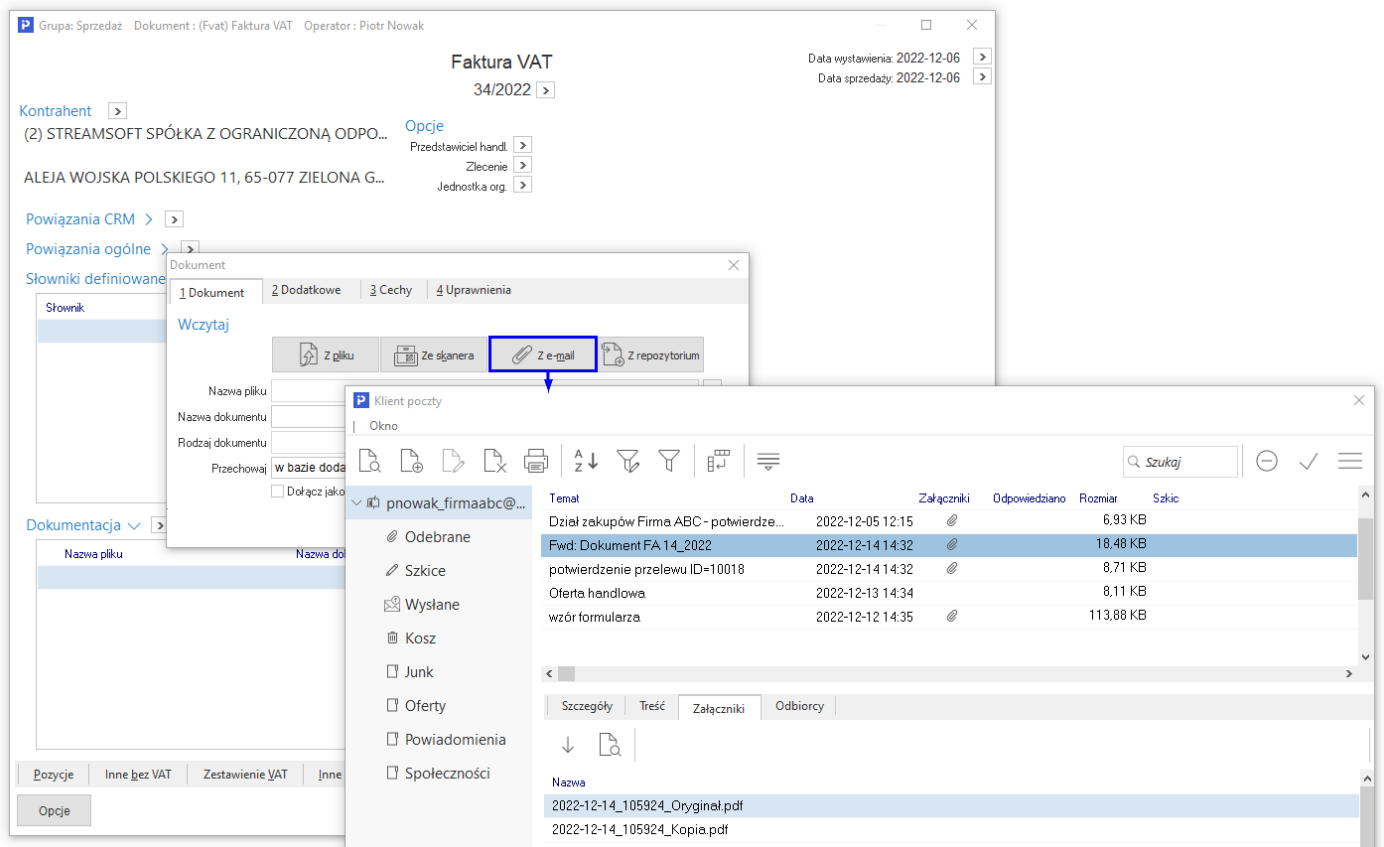 Grupa: Sprzedaż Dokument : (Fvat) Faktura VAT Operator : Piotr Nowak
Faktura VAT
34/2022
Data wystawienia: 2022-12-06
Data sprzedaży: 2022-12-06
Kontrahent
(2) STREAMSOFT SPÓŁKA Z OGRANICZONĄ ODPO...
ALEJA WOJSKA POLSKIEGO 11, 65-077 ZIELONA G...
Opcje
Przedstawiciel handl.
Zlecenie
Jednostka org.
Powiązania CRM
Powiązania ogólne
Słowniki definiowane
Słownik
Dokumentacja
Nazwa pliku Nazwa do
Pozycje Inne bez VAT Zestawienie VAT Inne
Opcje
Dokument
1 Dokument 2 Dodatkowe 3 Cechy 4 Uprawnienia
Wczytaj
Z pliku Ze skanera Z e-mail Z repozytorium
Nazwa pliku
Nazwa dokumentu
Rodzaj dokumentu
Przechowaj w bazie doda
Dołącz jako
Klient poczty
Okno
Szukaj
pnowak_firmaabc@...
Odebrane
Szkice
Wysłane
Kosz
Junk
Oferty
Powiadomienia
Społeczności
Temat Data Załączniki Odpowiedziano Rozmiar Szkic
Dział zakupów Firma ABC - potwierdze... 2022-12-05 12:15 6,93 KB
Fwd: Dokument FA 14_2022 2022-12-14 14:32 18,48 KB
potwierdzenie przelewu ID=10018 2022-12-14 14:32 8,71 KB
Oferta handlowa 2022-12-13 14:34 8,11 KB
wzór formularza 2022-12-12 14:35 113,88 KB
Szczegóły Treść Załączniki Odbiorcy
Nazwa
2022-12-14_105924_Oryginał.pdf
2022-12-14_105924_Kopia.pdf